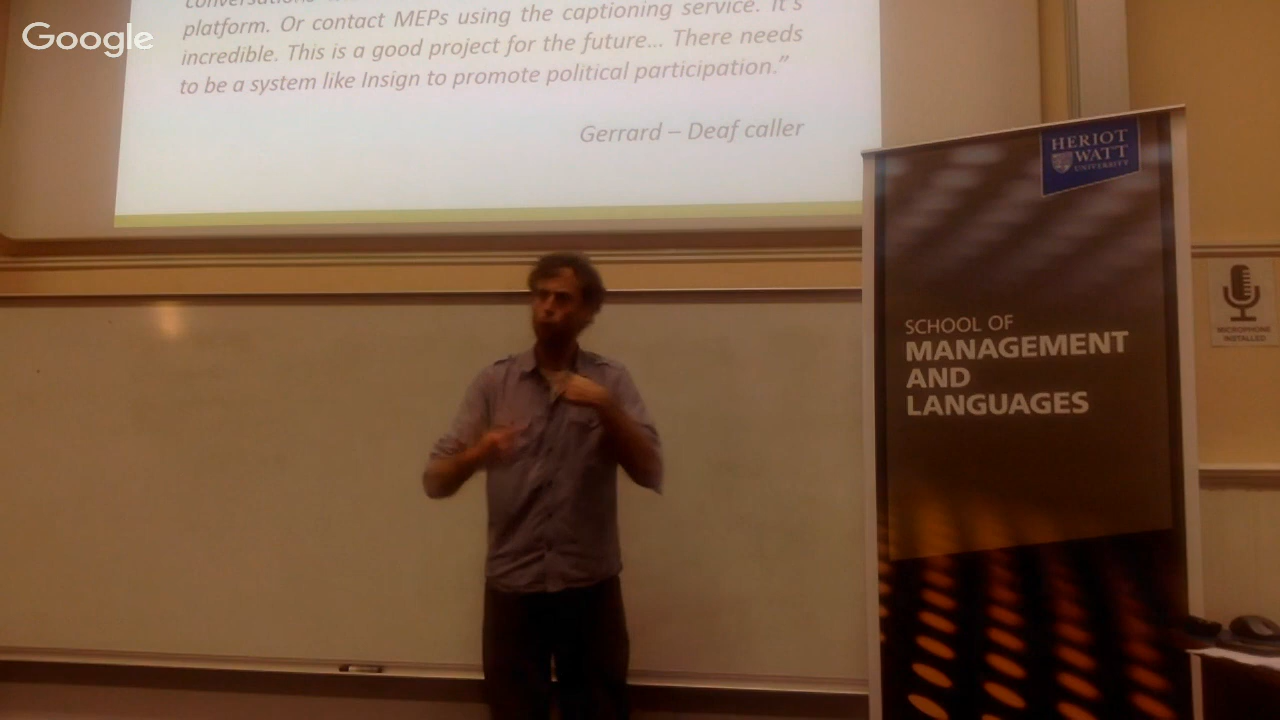 Google
platform. Or contact MEPs using the captioning service. It's
incredible. This is a good project for the future... There needs
to be a system like Insign to promote political participation."
Gerrard – Deaf caller
HERIOT
WATT
UNIVERSITY
SCHOOL OF
MANAGEMENT
AND
LANGUAGES
MICROPHONE
INSTALLED